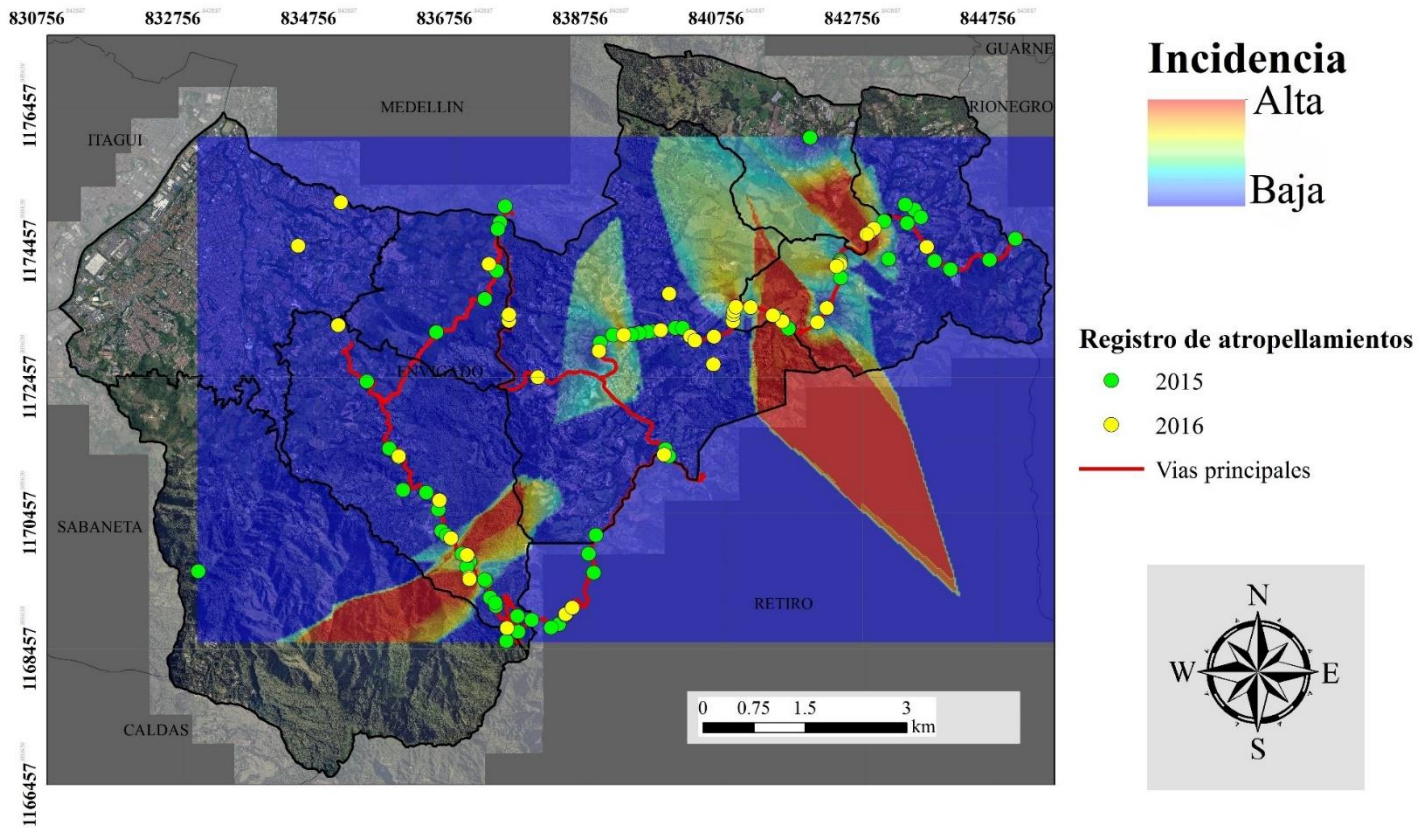 830756 832756 834756 836756 838756 840756 842756 844756
1176457
1174457
1172457
1170457
1168457
1166457
GUARNE
MEDELLIN
RIONEGRO
ITAGUI
ENVIGADO
SABANETA
RETIRO
CALDAS
0 0.75 1.5 3
km
Incidencia
Alta
Baja
Registro de atropellamientos
2015
2016
Vias principales
N
W E
S